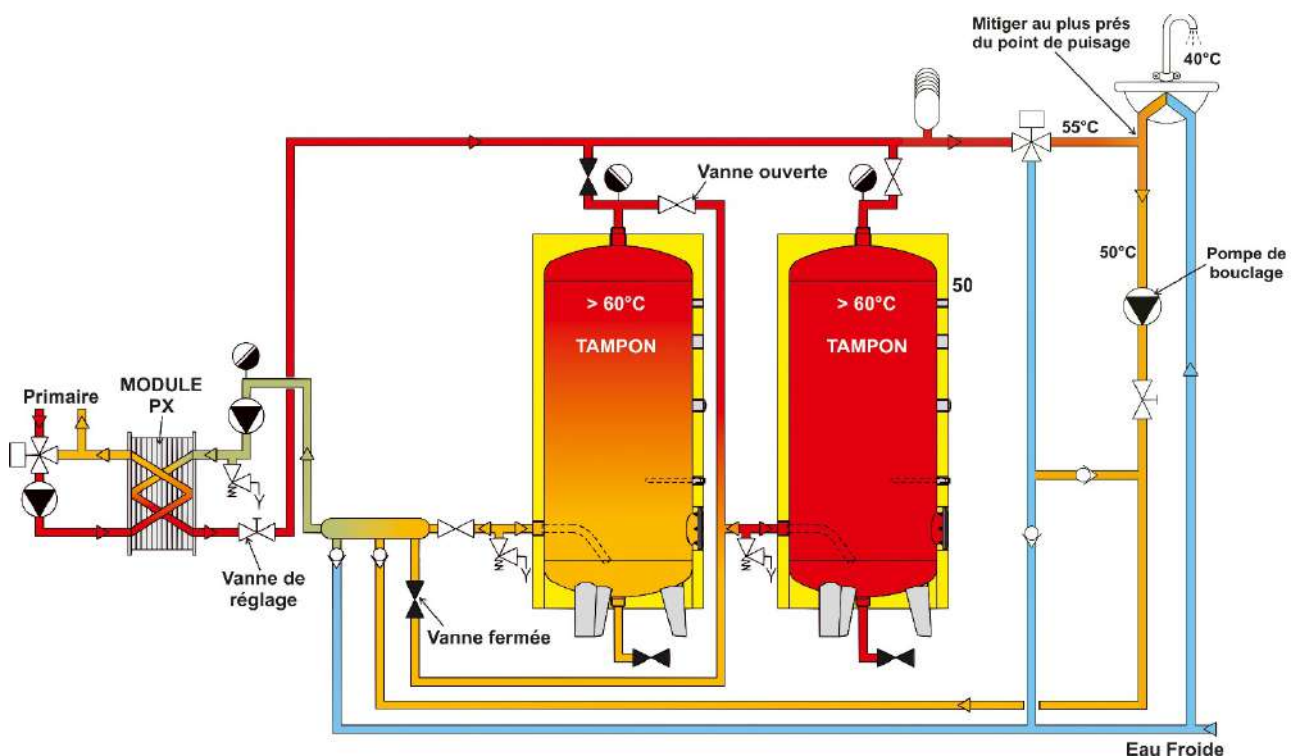 Mitiger au plus prés
du point de puisage
40°C
55°C
Vanne ouverte
50°C
Pompe de
bouclage
50
> 60°C
TAMPON
> 60°C
TAMPON
Primaire
MODULE
PX
Vanne de
réglage
Vanne fermée
Eau Froide